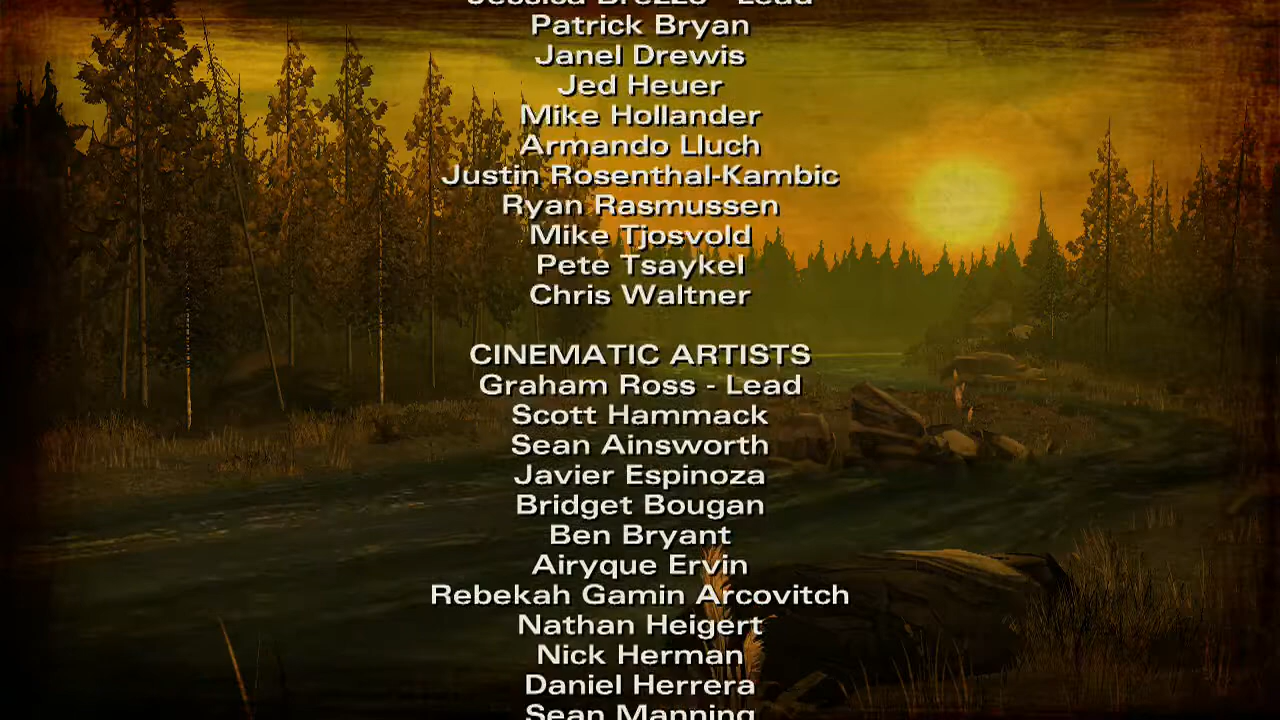 Patrick Bryan
Janel Drewis
Jed Heuer
Mike Hollander
Armando Lluch
Justin Rosenthal-Kambic
Ryan Rasmussen
Mike Tjosvold
Pete Tsaykel
Chris Waltner
CINEMATIC ARTISTS
Graham Ross - Lead
Scott Hammack
Sean Ainsworth
Javier Espinoza
Bridget Bougan
Ben Bryant
Airyque Ervin
Rebekah Gamin Arcovitch
Nathan Heigert
Nick Herman
Daniel Herrera
Sean Manning